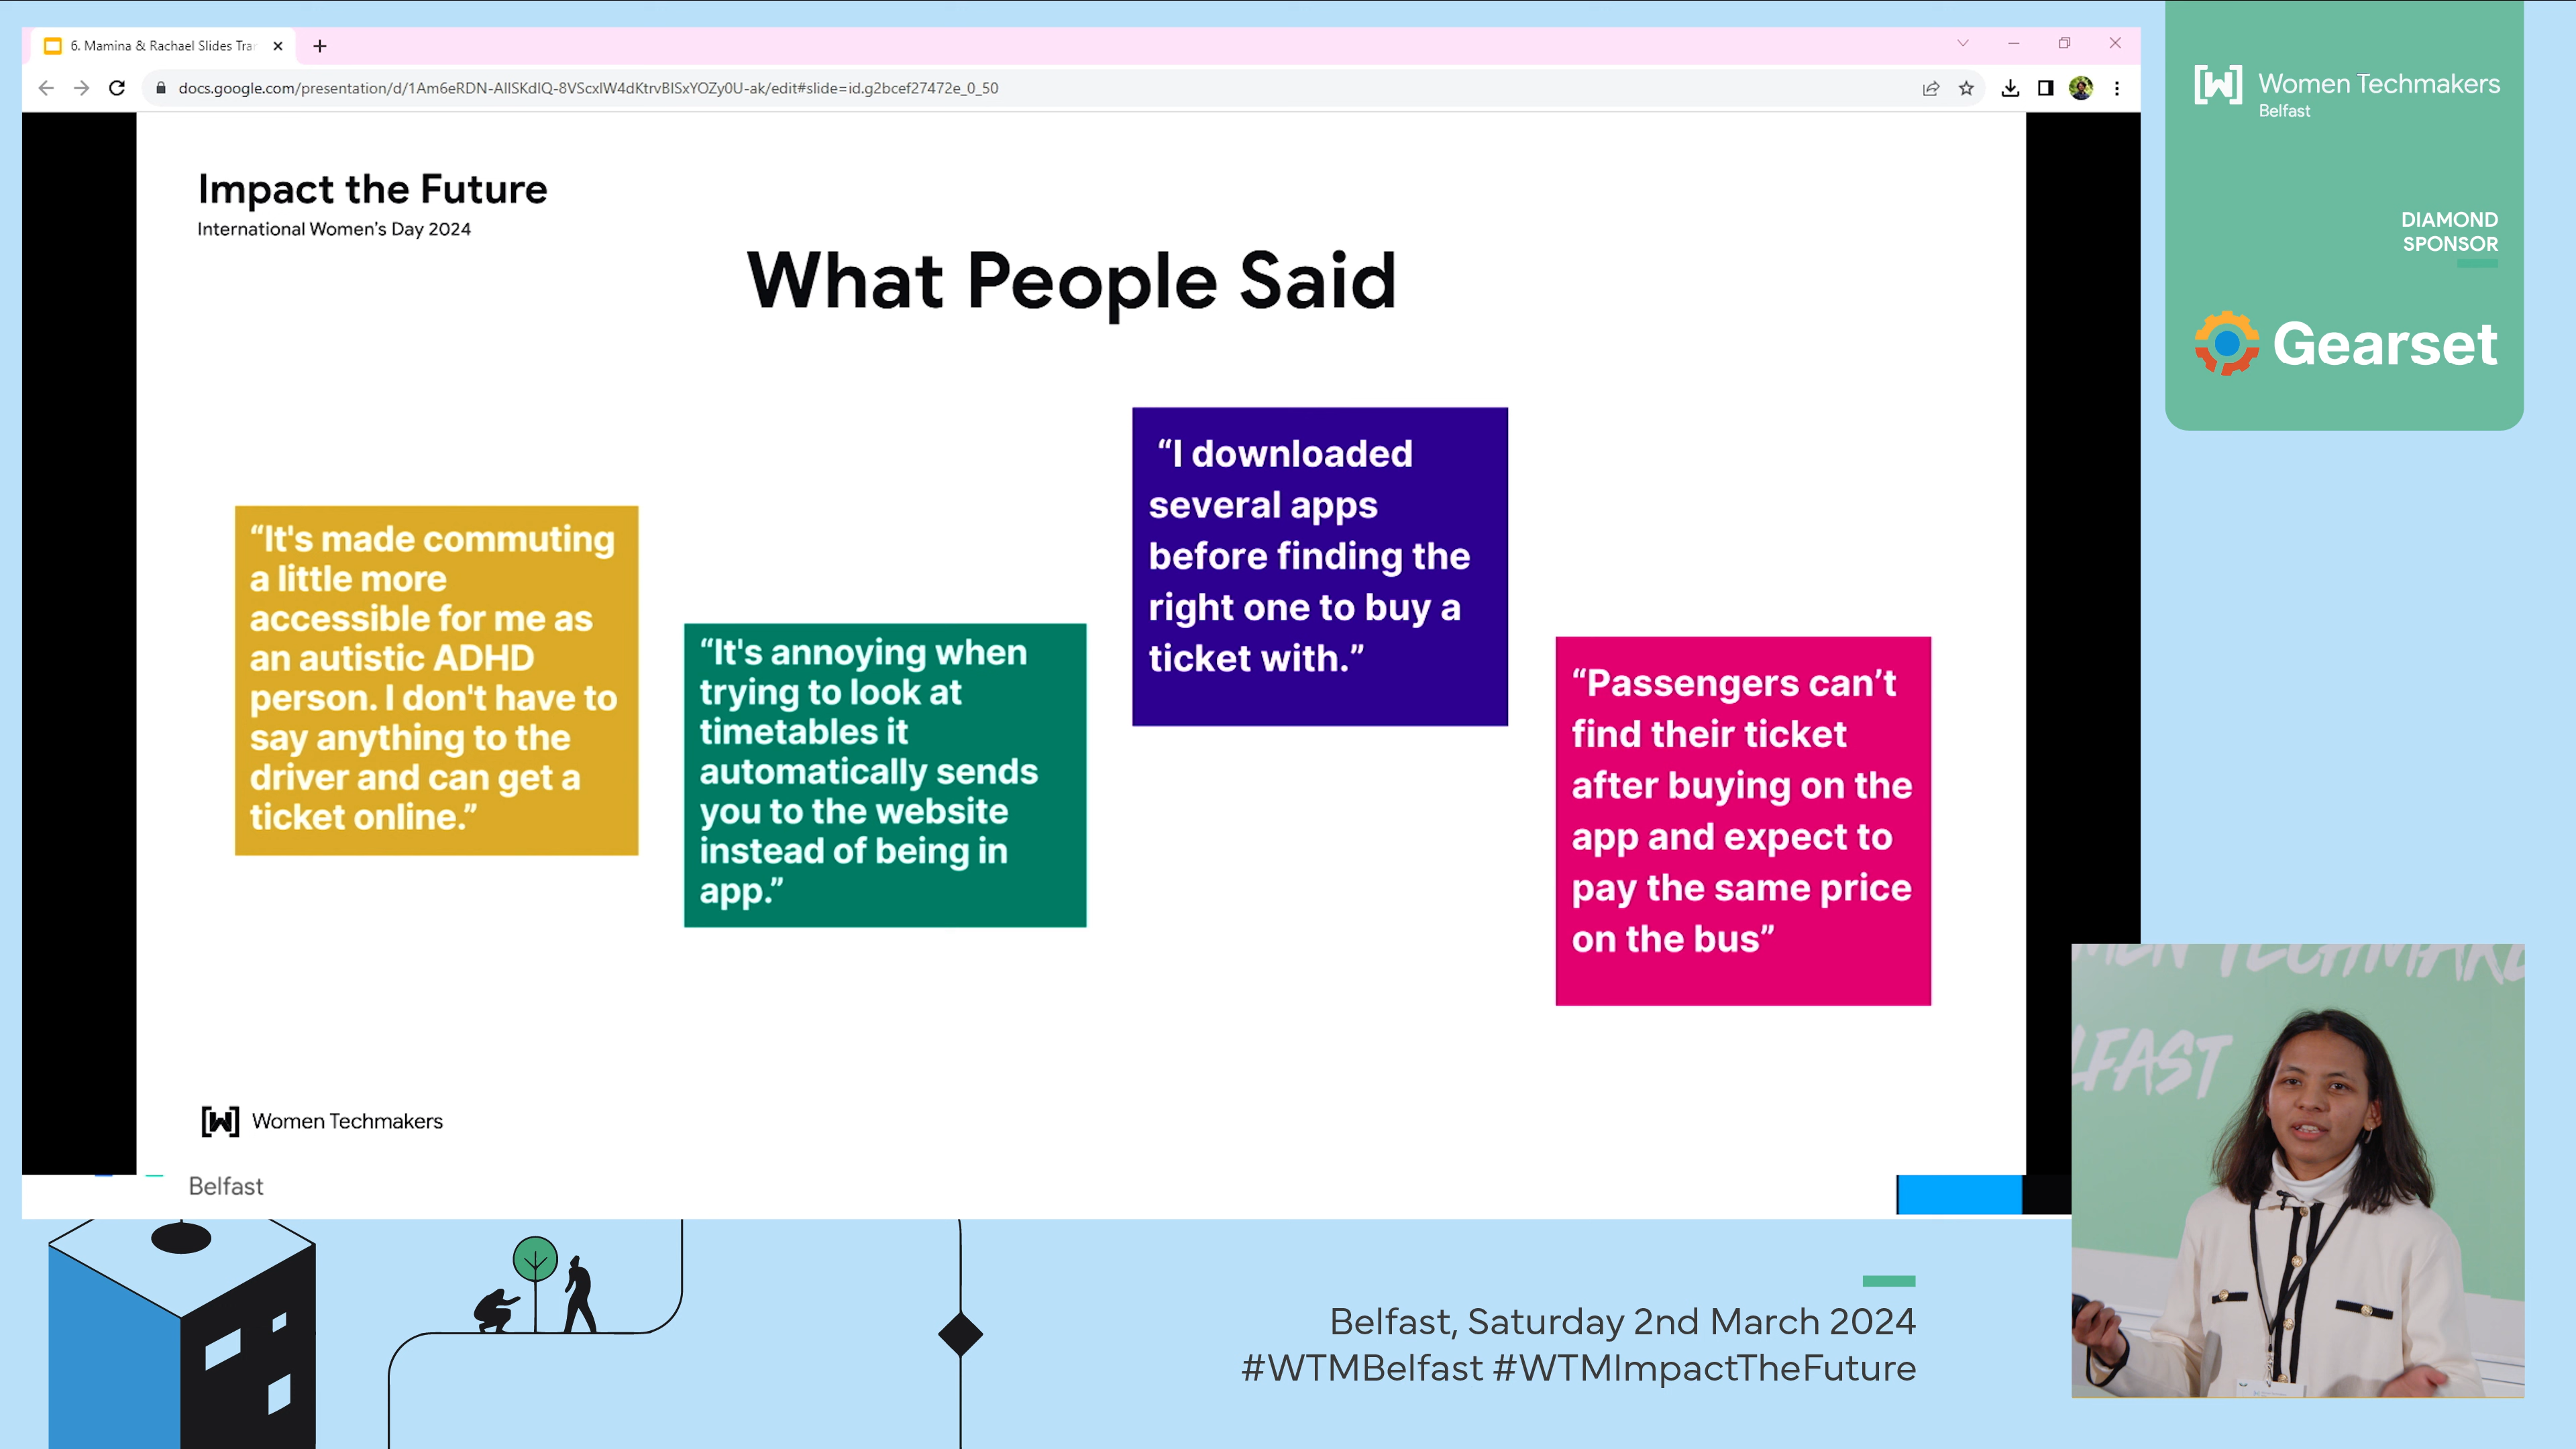 6. Mamina & Rachael Slides Tra
docs.google.com/presentation/d/1Am6eRDN-AlISKdIQ-8VScxIW4dKtrvBISxYOZy0U-ak/edit#slide=id.g2bcef27472e_0_50
Impact the Future
International Women's Day 2024
What People Said
“It's made commuting
a little more
accessible for me as
an autistic ADHD
person. I don't have to
say anything to the
driver and can get a
ticket online.”
“It's annoying when
trying to look at
timetables it
automatically sends
you to the website
instead of being in
app.”
“I downloaded
several apps
before finding the
right one to buy a
ticket with.”
“Passengers can’t
find their ticket
after buying on the
app and expect to
pay the same price
on the bus”
Women Techmakers
Belfast
Women Techmakers
Belfast
DIAMOND
SPONSOR
Gearset
Belfast, Saturday 2nd March 2024
#WTMBelfast #WTMImpactTheFuture